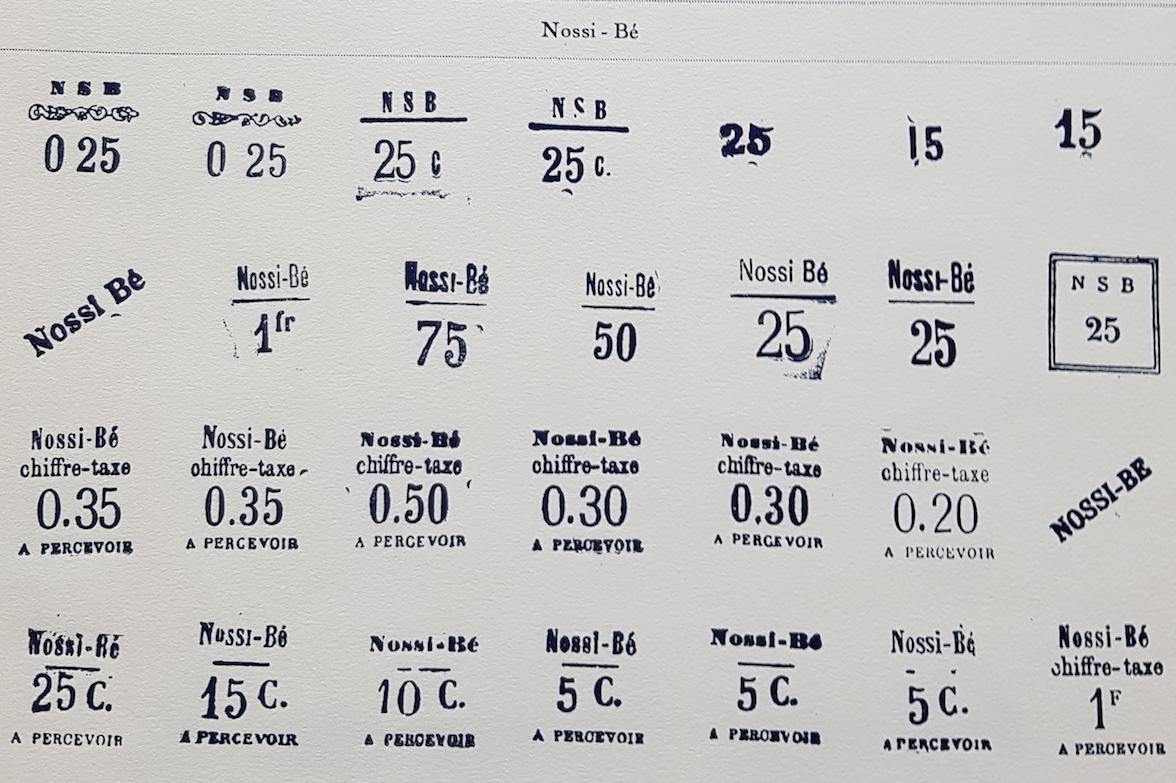 Nossi - Bé
N S B
0 25
N S B
0 25
N S B
25 c
N S B
25 c.
25
15
15
Nossi Bé
Nossi-Bé
1fr
Nossi-Bé
75
Nossi-Bé
50
Nossi Bé
25
Nossi-Bé
25
N S B
25
Nossi-Bé
chiffre-taxe
0.35
A PERCEVOIR
Nossi-Bé
chiffre-taxe
0.35
A PERCEVOIR
Nossi-Bé
chiffre-taxe
0.50
A PERCEVOIR
Nossi-Bé
chiffre-taxe
0.30
A PERCEVOIR
Nossi-Bé
chiffre-taxe
0.30
A PERCEVOIR
Nossi-Bé
chiffre-taxe
0.20
A PERCEVOIR
NOSSI-BE
Nossi-Bé
25 C.
A PERCEVOIR
Nossi-Bé
15 C.
A PERCEVOIR
Nossi-Bé
10 C.
A PERCEVOIR
Nossi-Bé
5 C.
A PERCEVOIR
Nossi-Bé
5 C.
A PERCEVOIR
Nossi-Bé
5 C.
A PERCEVOIR
Nossi-Bé
chiffre-taxe
1F
A PERCEVOIR